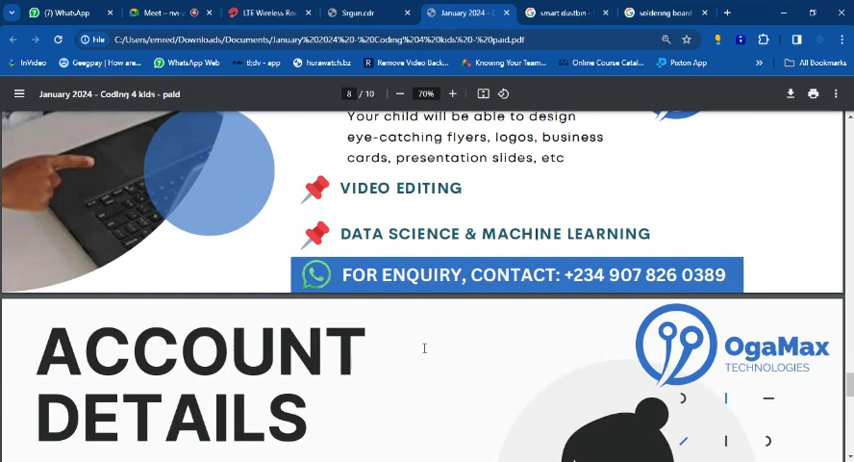 (7) WhatsApp
Meet –
LTE Wireless Ro
Srgun.cdr
January 2024 - C
smart dustbin -
soldering board
File
C:/Users/emred/Downloads/Documents/January%202024%20-%20Coding%204%20kids%20-%20paid.pdf
InVideo
Geegpay | How are...
WhatsApp Web
tl;dv - app
hurawatch.bz
Remove Video Back...
Knowing Your Team...
Online Course Catal...
Pixton App
»
All Bookmarks
January 2024 - Coding 4 kids - paid
8 / 10
70%
Your child will be able to design
eye-catching flyers, logos, business
cards, presentation slides, etc
VIDEO EDITING
DATA SCIENCE & MACHINE LEARNING
FOR ENQUIRY, CONTACT: +234 907 826 0389
ACCOUNT
DETAILS
OgaMax
TECHNOLOGIES